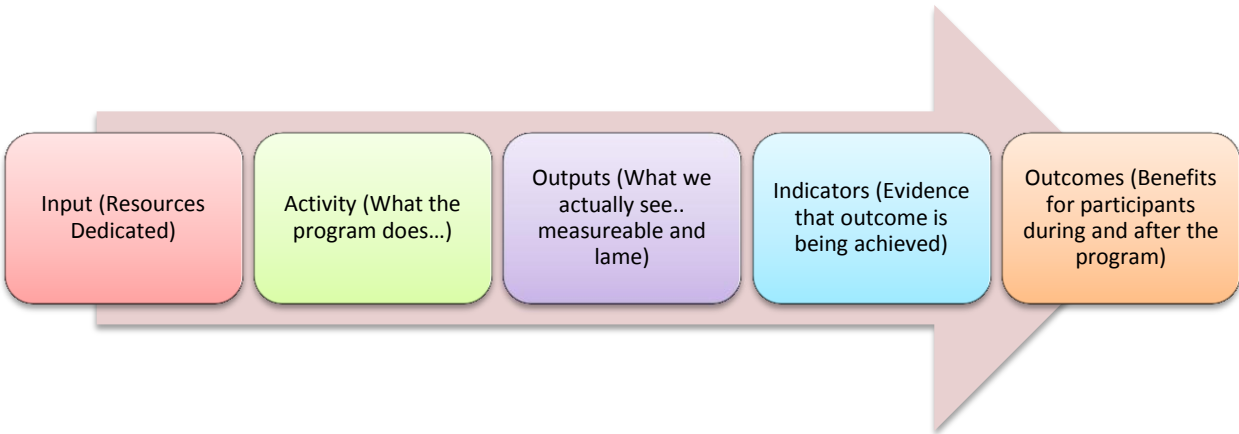 Input (Resources
Dedicated)
Activity (What the
program does...)
Outputs (What we
actually see..
measureable and
lame)
Indicators (Evidence
that outcome is
being achieved)
Outcomes (Benefits
for participants
during and after the
program)